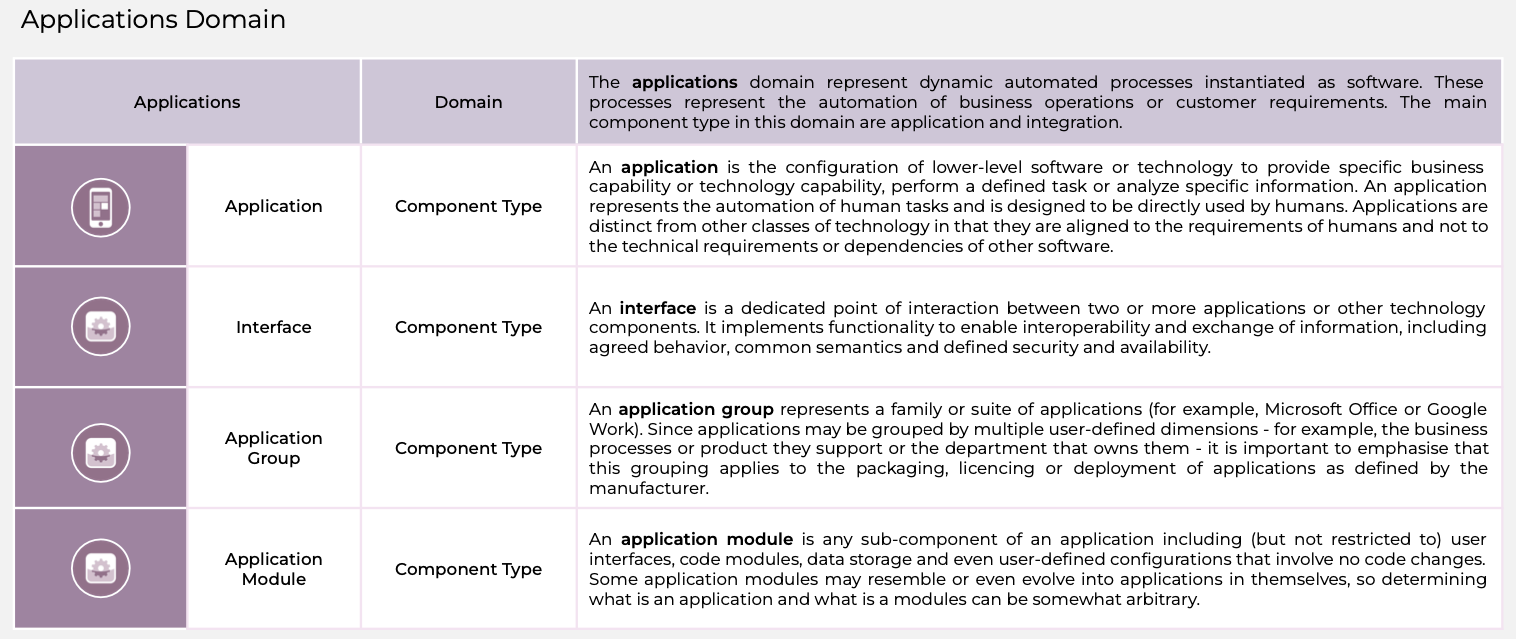 Applications Domain
Applications
Domain
The applications domain represent dynamic automated processes instantiated as software. These
processes represent the automation of business operations or customer requirements. The main
component type in this domain are application and integration.
Application
Component Type
An application is the configuration of lower-level software or technology to provide specific business
capability or technology capability, perform a defined task or analyze specific information. An application
represents the automation of human tasks and is designed to be directly used by humans. Applications are
distinct from other classes of technology in that they are aligned to the requirements of humans and not to
the technical requirements or dependencies of other software.
Interface
Component Type
An interface is a dedicated point of interaction between two or more applications or other technology
components. It implements functionality to enable interoperability and exchange of information, including
agreed behavior, common semantics and defined security and availability.
Application
Group
Component Type
An application group represents a family or suite of applications (for example, Microsoft Office or Google
Work). Since applications may be grouped by multiple user-defined dimensions - for example, the business
processes or product they support or the department that owns them - it is important to emphasise that
this grouping applies to the packaging, licencing or deployment of applications as defined by the
manufacturer.
Application
Module
Component Type
An application module is any sub-component of an application including (but not restricted to) user
interfaces, code modules, data storage and even user-defined configurations that involve no code changes.
Some application modules may resemble or even evolve into applications in themselves, so determining
what is an application and what is a modules can be somewhat arbitrary.